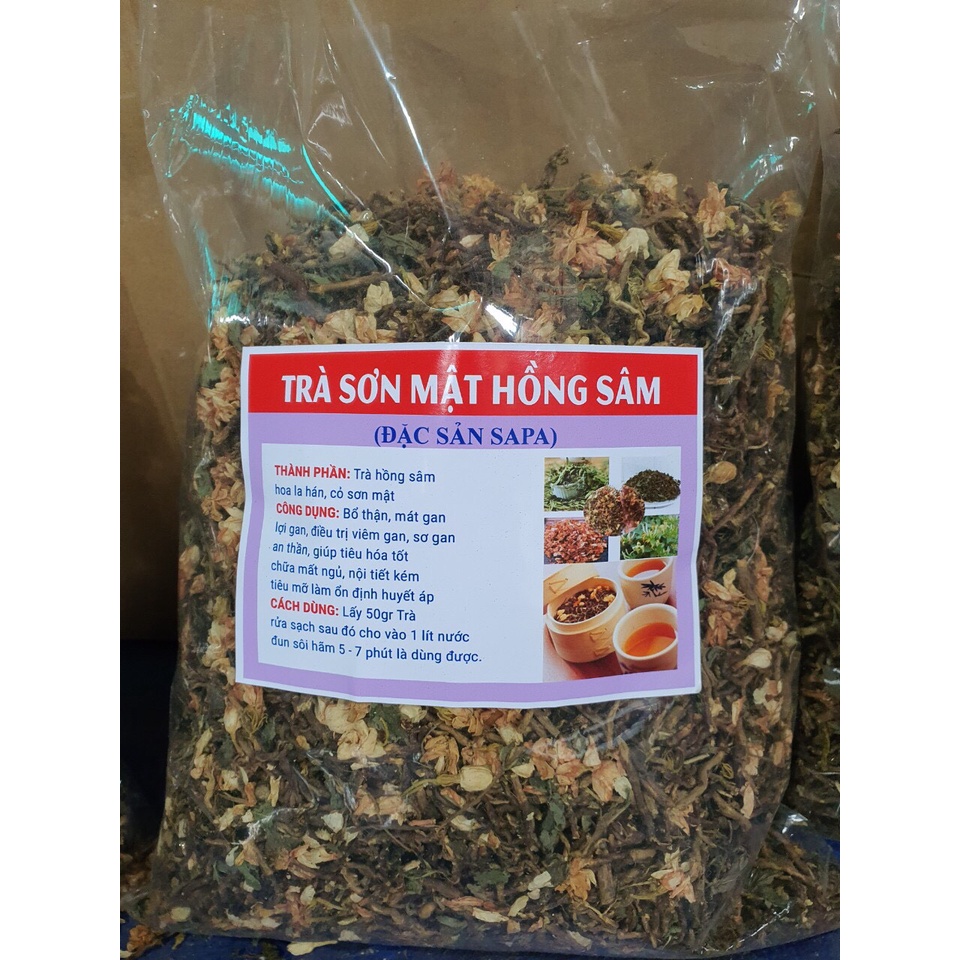 TRÀ SƠN MẬT HỒNG SÂM
(ĐẶC SẢN SAPA)
THÀNH PHẦN: Trà hồng sâm
hoa la hán, cỏ sơn mật
CÔNG DỤNG: Bổ thận, mát gan
lợi gan, điều trị viêm gan, sơ gan
an thần, giúp tiêu hóa tốt
chữa mất ngủ, nội tiết kém
tiêu mỡ làm ổn định huyết áp
CÁCH DÙNG: Lấy 50gr Trà
rửa sạch sau đó cho vào 1 lít nước
đun sôi hãm 5 - 7 phút là dùng được.